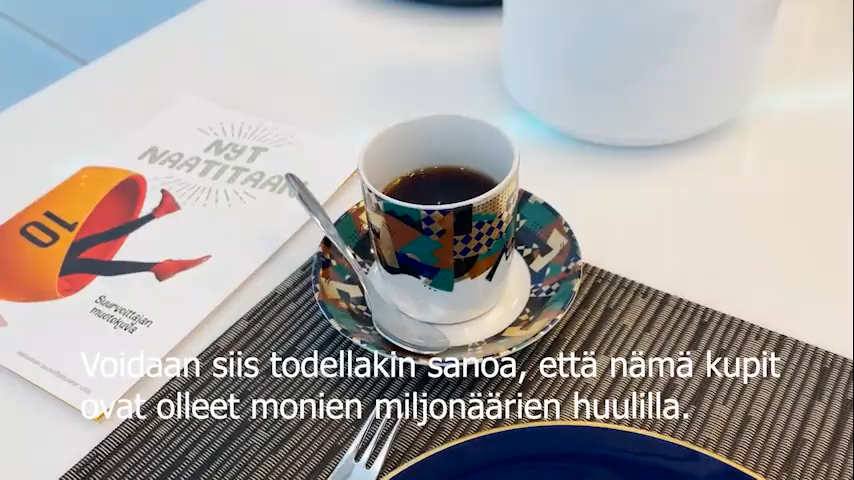 NYT
NAATITAAN
10
Suurvoittajan
muotokuva
Voidaan siis todellakin sanoa, että nämä kupit
ovat olleet monien miljonäärien huulilla.